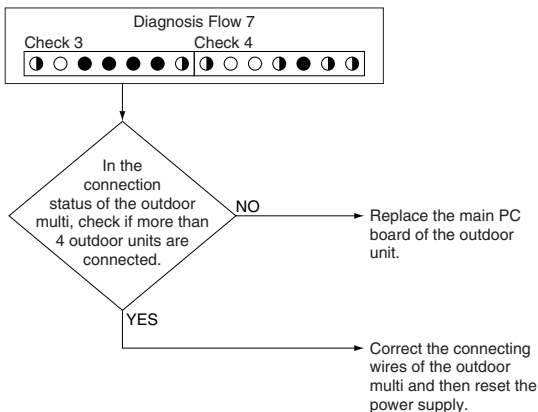 Diagnosis Flow 7
Check 3 Check 4
In the
connection
status of the outdoor
multi, check if more than
4 outdoor units are
connected.
NO
Replace the main PC
board of the outdoor
unit.
YES
Correct the connecting
wires of the outdoor
multi and then reset the
power supply.